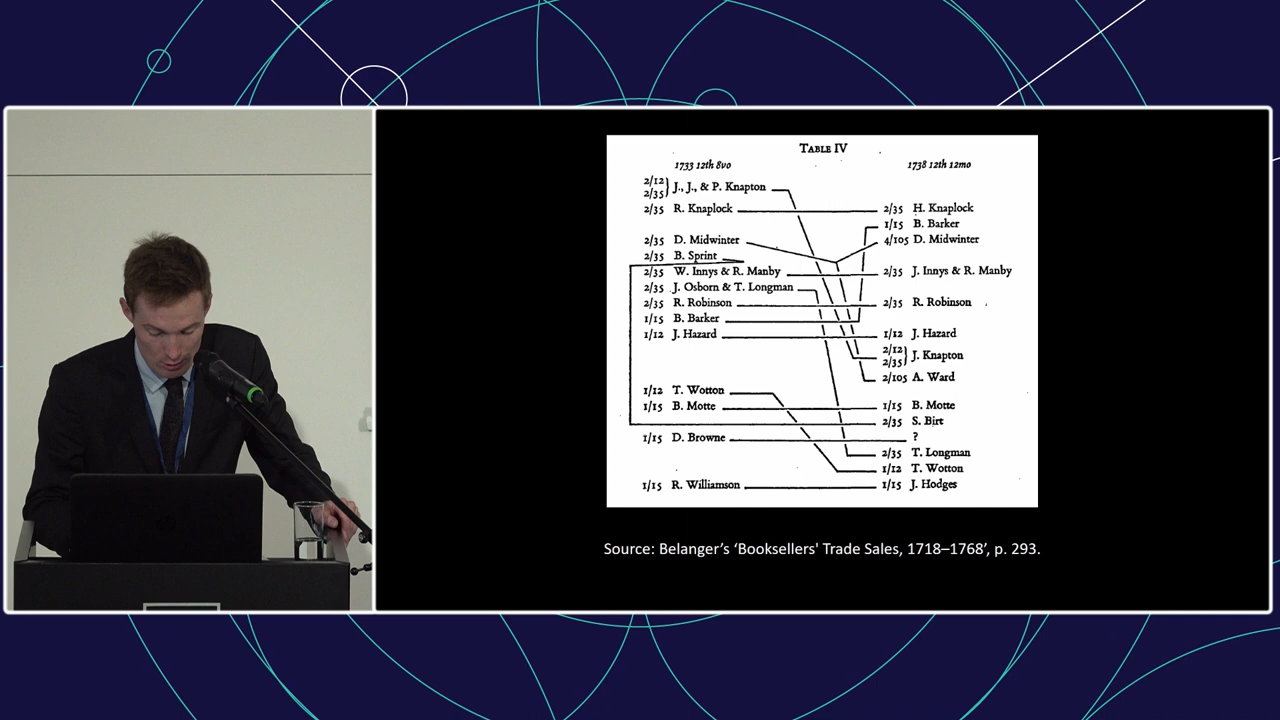 TABLE IV
1733 12th 8vo 1738 12th 12mo
2/12
2/35 J., J., & P. Knapton
2/35 R. Knaplock 2/35 H. Knaplock
1/15 B. Barker
2/35 D. Midwinter 4/105 D. Midwinter
2/35 B. Sprint
2/35 W. Innys & R. Manby 2/35 J. Innys & R. Manby
2/35 J. Osborn & T. Longman
2/35 R. Robinson 2/35 R. Robinson
1/15 B. Barker
1/12 J. Hazard 1/12 J. Hazard
2/12
2/35 J. Knapton
2/105 A. Ward
1/12 T. Wotton
1/15 B. Motte 1/15 B. Motte
2/35 S. Birt
1/15 D. Browne ?
2/35 T. Longman
1/12 T. Wotton
1/15 R. Williamson 1/15 J. Hodges
Source: Belanger’s ‘Booksellers' Trade Sales, 1718–1768’, p. 293.